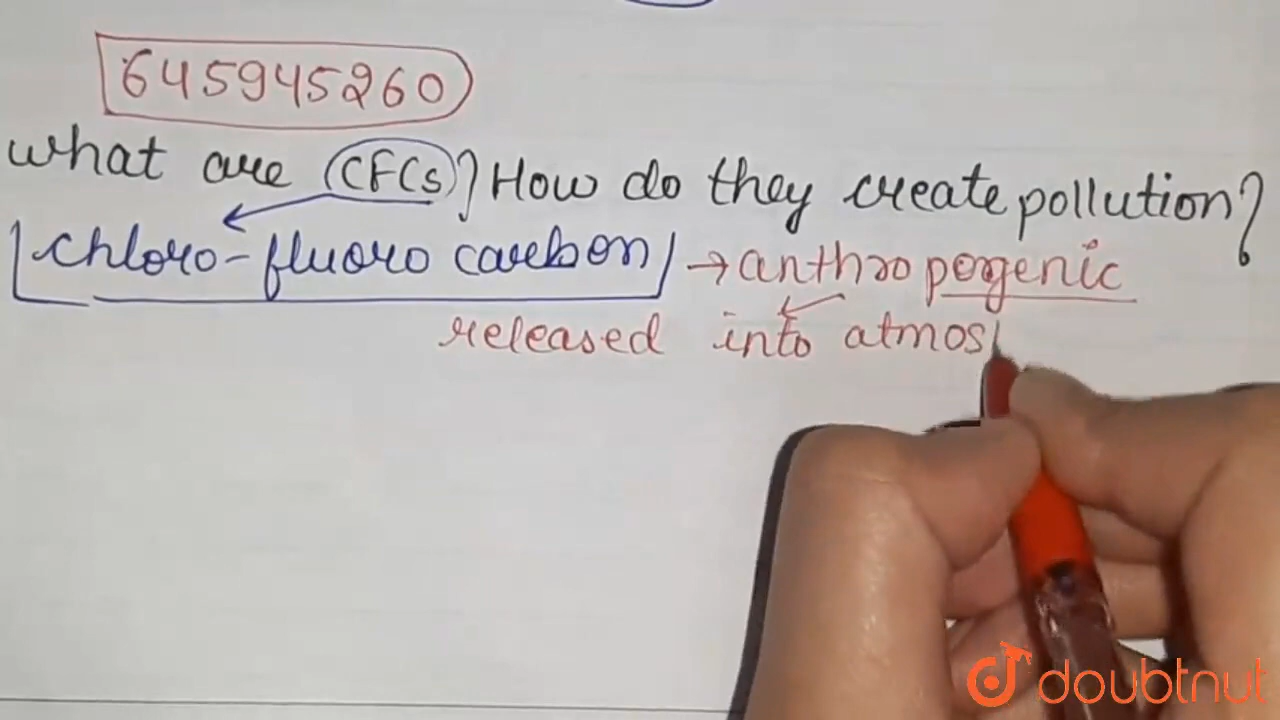 645945260
what are CFCs? How do they create pollution?
chloro-fluoro carbon → anthropogenic
released into atmos
doubtnut